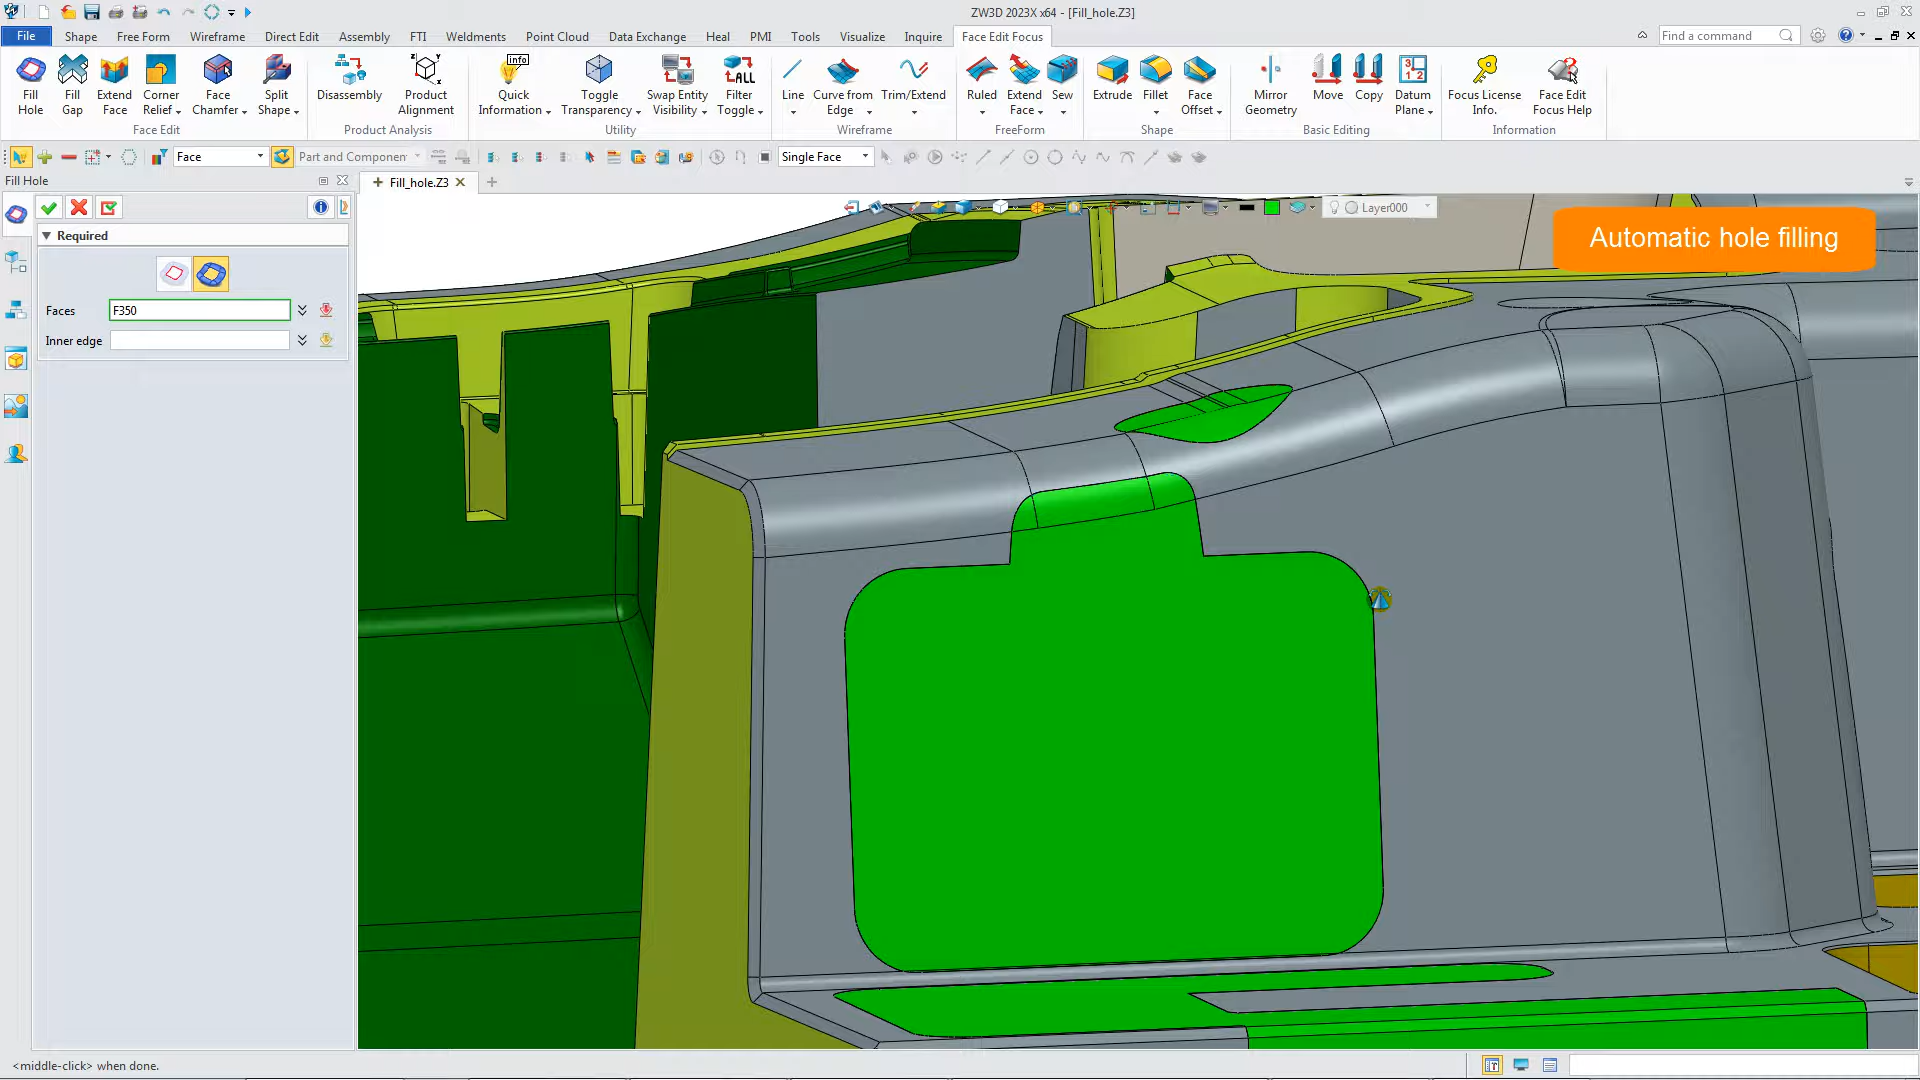 ZW3D 2023X x64 - [Fill_hole.Z3]
File Shape Free Form Wireframe Direct Edit Assembly FTI Weldments Point Cloud Data Exchange Heal PMI Tools Visualize Inquire Face Edit Focus Find a command
Fill Hole
Fill Gap
Extend Face
Corner Relief
Face Chamfer
Split Shape
Face Edit
Disassembly
Product Alignment
Product Analysis
info
Quick Information
Toggle Transparency
Swap Entity Visibility
ALL
Filter Toggle
Utility
Line
Curve from Edge
Trim/Extend
Wireframe
Ruled
Extend Face
Sew
FreeForm
Extrude
Fillet
Face Offset
Shape
Mirror Geometry
Move
Copy
Datum Plane
Basic Editing
Focus License Info.
Face Edit Focus Help
Information
Face Part and Component Single Face
Fill Hole
Fill_hole.Z3
Layer000
Required
Automatic hole filling
Faces F350
Inner edge
<middle-click> when done.